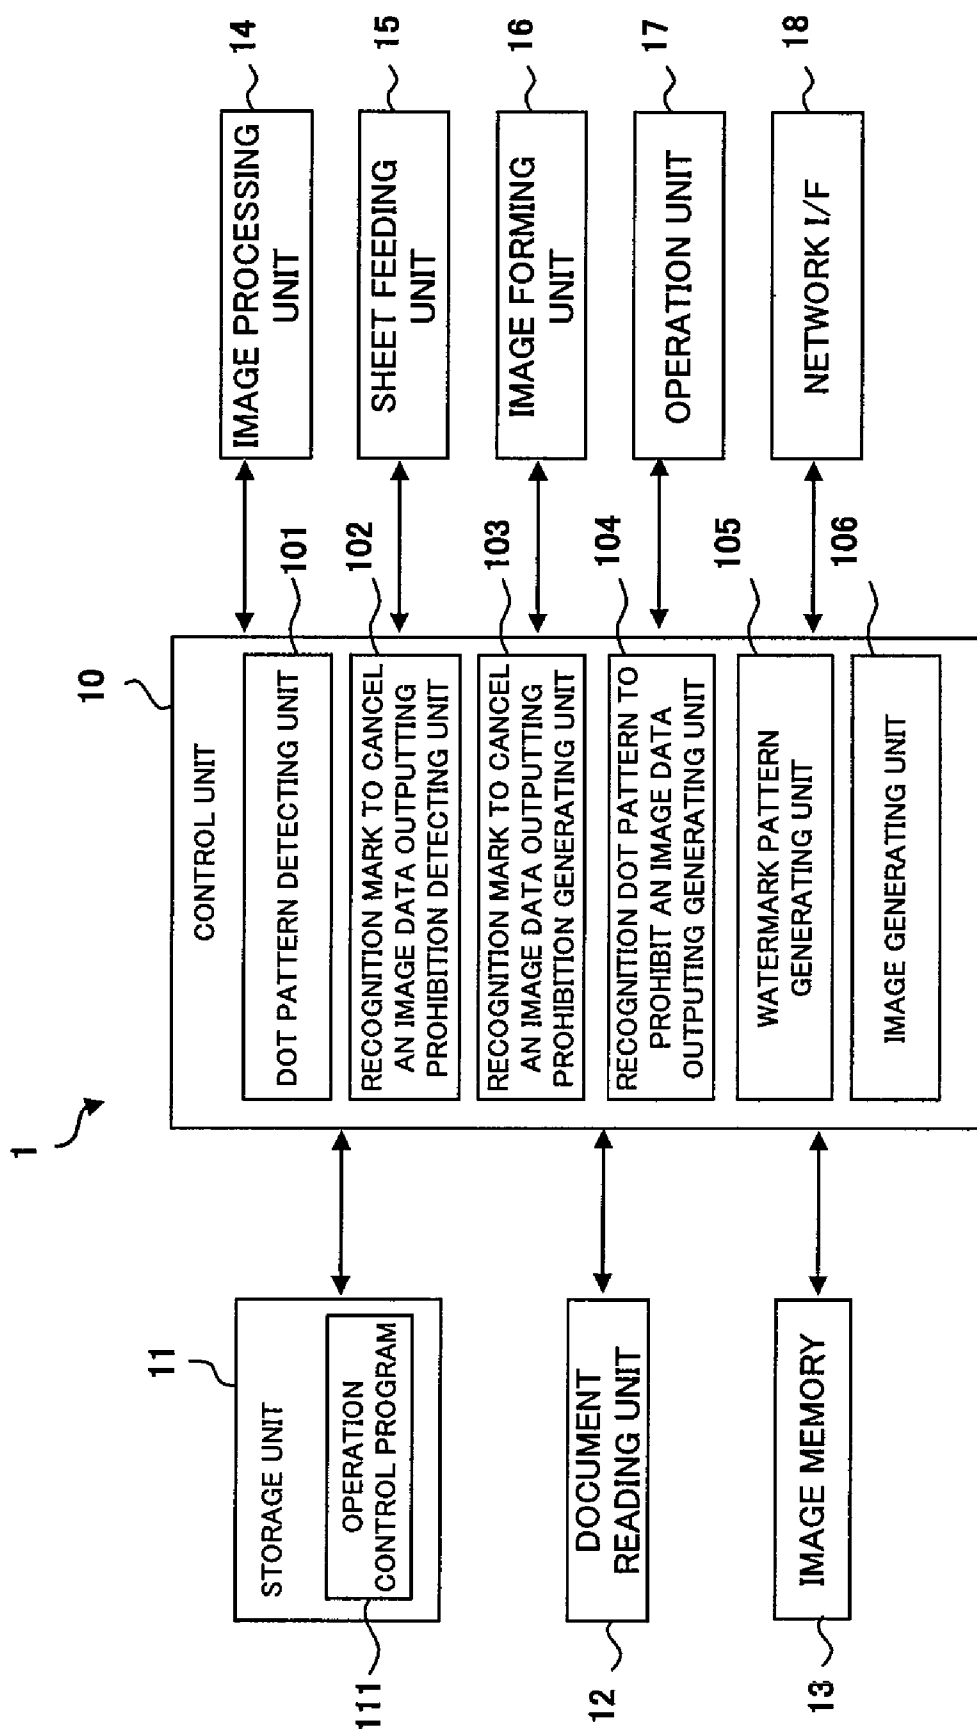 1
10
CONTROL UNIT
DOT PATTERN DETECTING UNIT
101
RECOGNITION MARK TO CANCEL
AN IMAGE DATA OUTPUTTING
PROHIBITION DETECTING UNIT
102
RECOGNITION MARK TO CANCEL
AN IMAGE DATA OUTPUTTING
PROHIBITION GENERATING UNIT
103
RECOGNITION DOT PATTERN TO
PROHIBIT AN IMAGE DATA
OUTPUTING GENERATING UNIT
104
WATERMARK PATTERN
GENERATING UNIT
105
IMAGE GENERATING UNIT
106
11
STORAGE UNIT
OPERATION
CONTROL PROGRAM
111
DOCUMENT
READING UNIT
12
IMAGE MEMORY
13
IMAGE PROCESSING
UNIT
14
SHEET FEEDING
UNIT
15
IMAGE FORMING
UNIT
16
OPERATION UNIT
17
NETWORK I/F
18